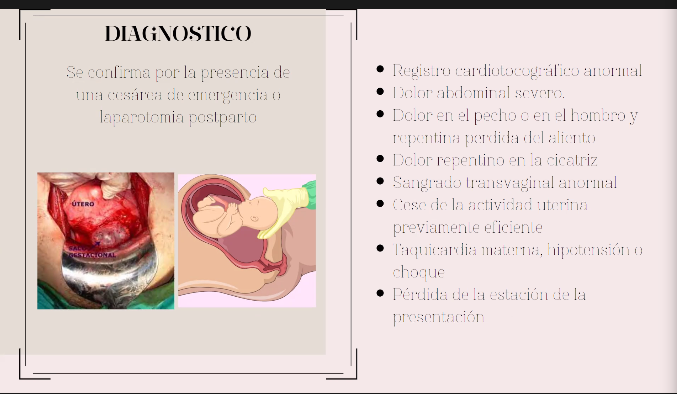 DIAGNOSTICO
Se confirma por la presencia de
una cesárea de emergencia o
laparotomia postparto
ÚTERO
SACO
GESTACIONAL
Registro cardiotocográfico anormal
Dolor abdominal severo.
Dolor en el pecho o en el hombro y
repentina perdida del aliento
Dolor repentino en la cicatriz
Sangrado transvaginal anormal
Cese de la actividad uterina
previamente eficiente
Taquicardia materna, hipotensión o
choque
Pérdida de la estación de la
presentación